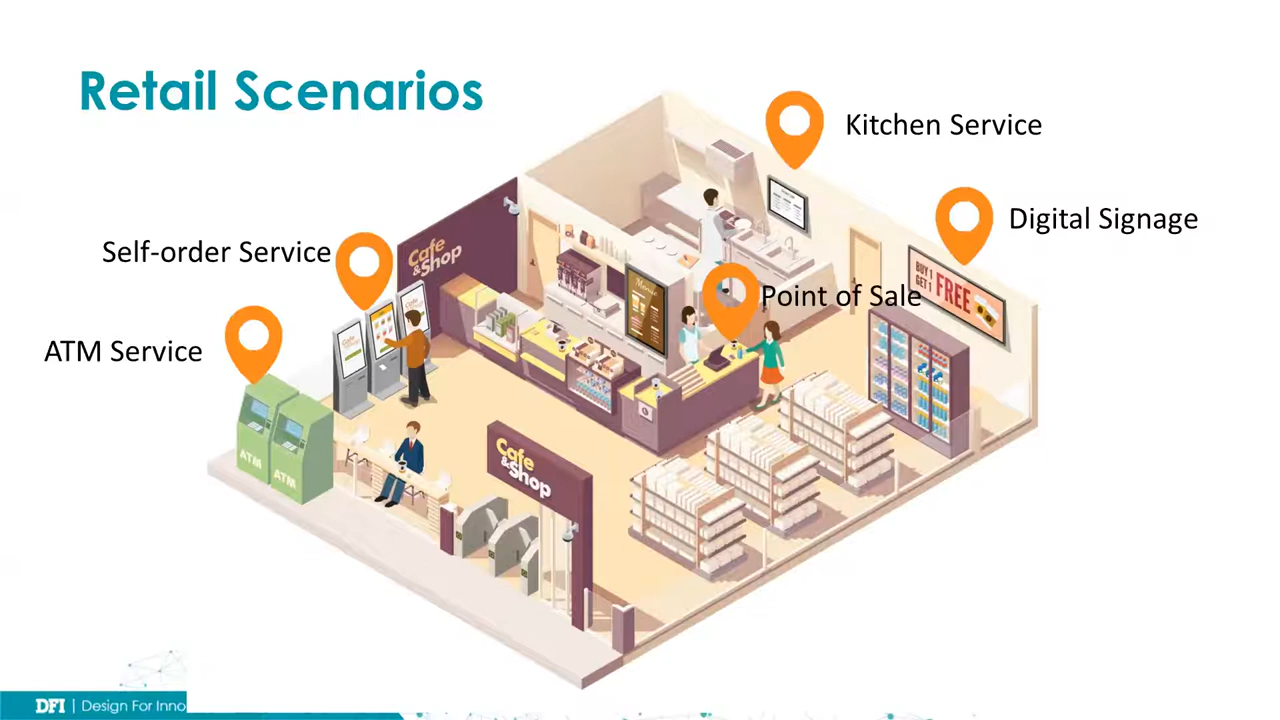 Retail Scenarios
Kitchen Service
Digital Signage
Self-order Service
Point of Sale
ATM Service
Cafe
&Shop
BUY 1
GET 1
FREE
Menu
Cafe
&Shop
ATM
ATM
DFI | Design For Inno